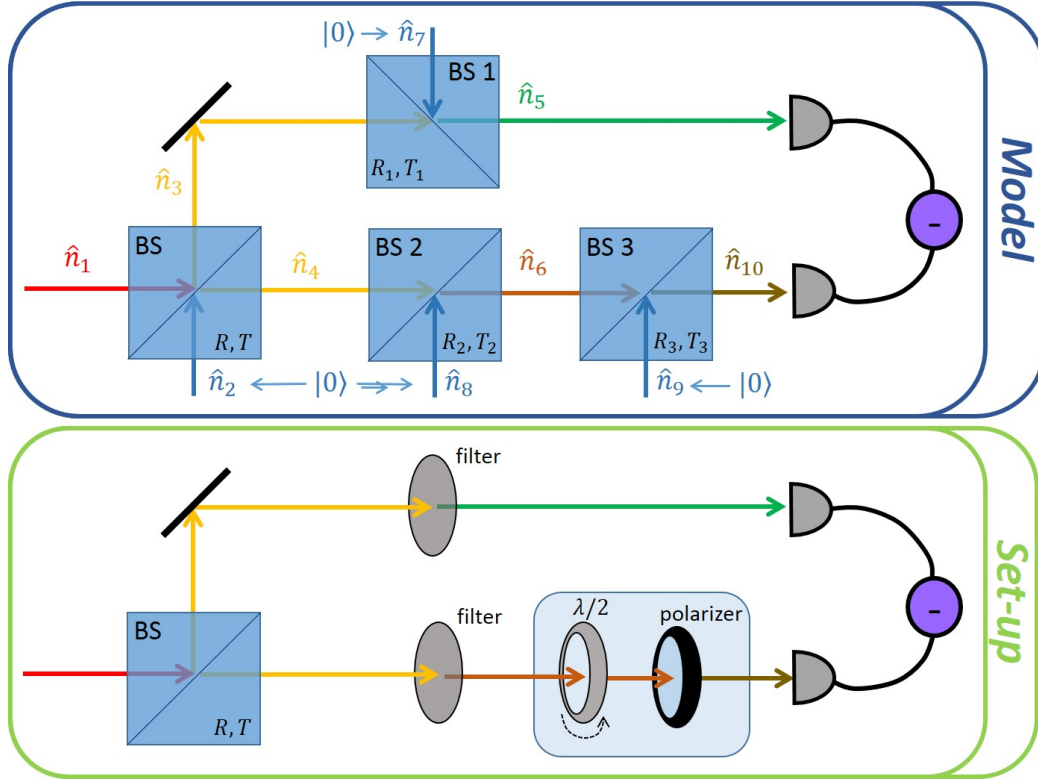 |0⟩ → n̂₇
BS 1
n̂₅
R₁, T₁
n̂₃
BS
n̂₁
R, T
n̂₄
BS 2
R₂, T₂
n̂₆
BS 3
R₃, T₃
n̂₁₀
-
n̂₂ ← |0⟩ → n̂₈
n̂₉ ← |0⟩
Model
filter
BS
R, T
filter
λ/2
polarizer
-
Set-up